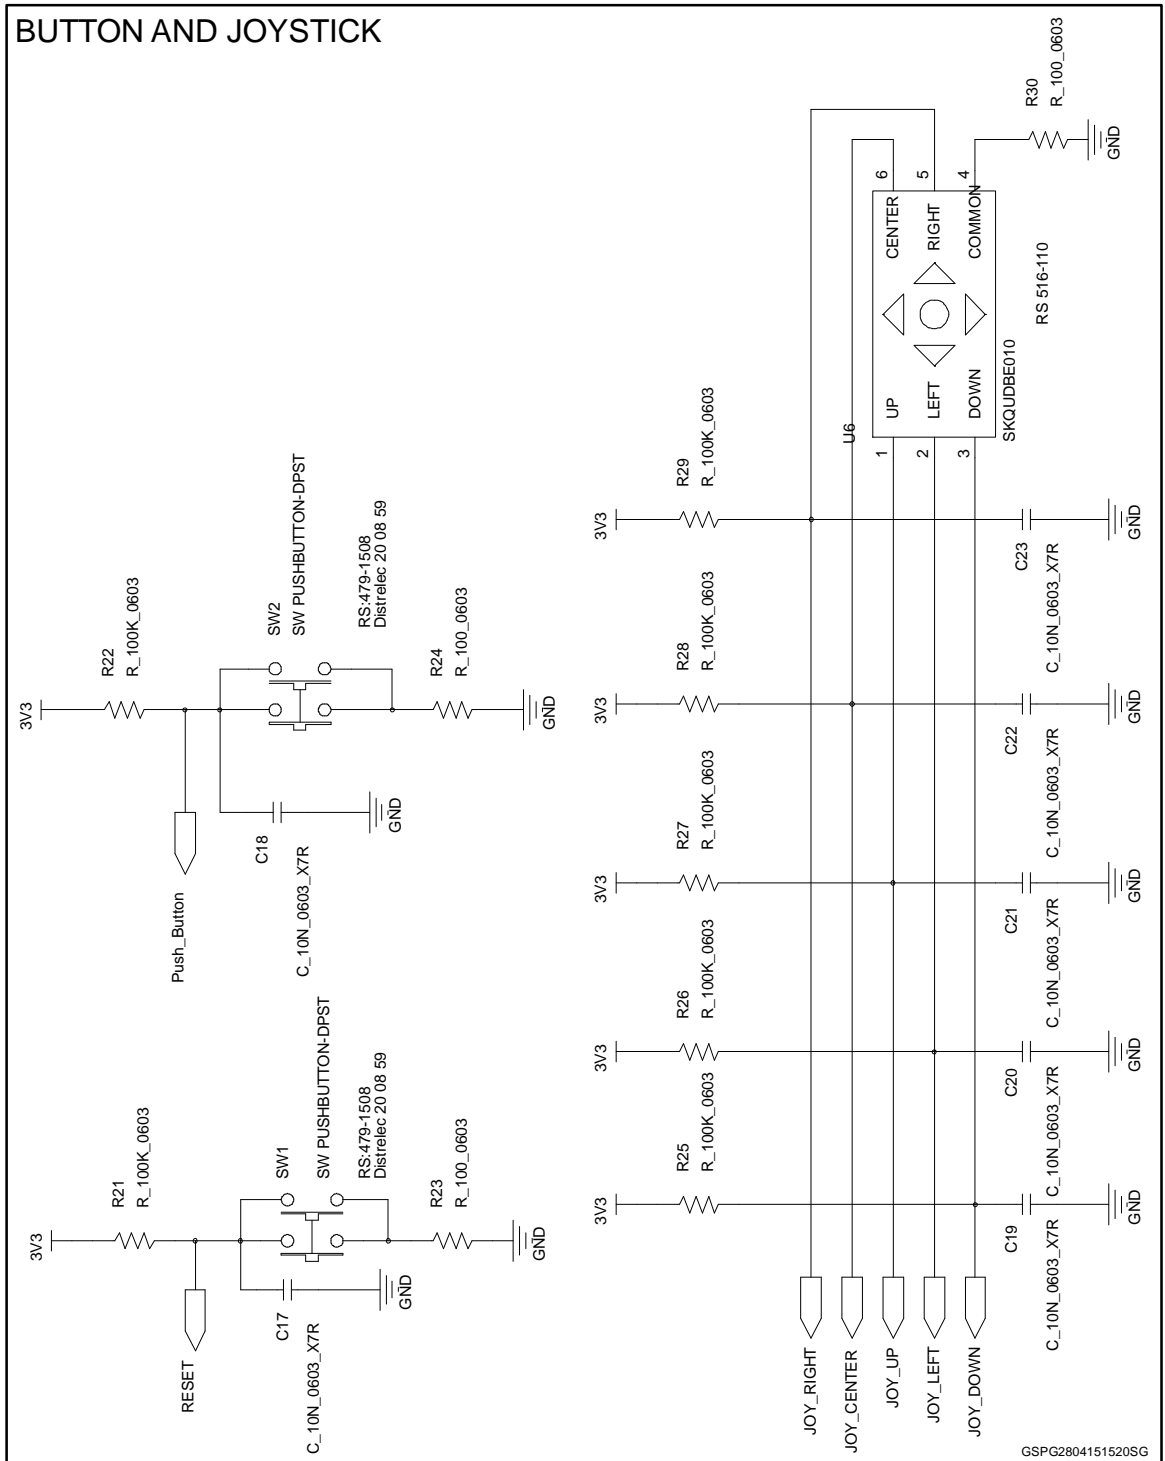 BUTTON AND JOYSTICK
3V3
R22
R_100K_0603
Push_Button
SW2
SW PUSHBUTTON-DPST
RS:479-1508
Distrelec 20 08 59
R24
R_100_0603
GND
C18
C_10N_0603_X7R
GND
3V3
R21
R_100K_0603
RESET
SW1
SW PUSHBUTTON-DPST
RS:479-1508
Distrelec 20 08 59
R23
R_100_0603
GND
C17
C_10N_0603_X7R
GND
R30
R_100_0603
GND
6
5
4
CENTER
RIGHT
COMMON
UP
LEFT
DOWN
U6
1
2
3
SKQUDBE010
RS 516-110
3V3
R29
R_100K_0603
C23
C_10N_0603_X7R
GND
3V3
R28
R_100K_0603
C22
C_10N_0603_X7R
GND
3V3
R27
R_100K_0603
C21
C_10N_0603_X7R
GND
3V3
R26
R_100K_0603
C20
C_10N_0603_X7R
GND
3V3
R25
R_100K_0603
C19
C_10N_0603_X7R
GND
JOY_RIGHT
JOY_CENTER
JOY_UP
JOY_LEFT
JOY_DOWN
GSPG2804151520SG